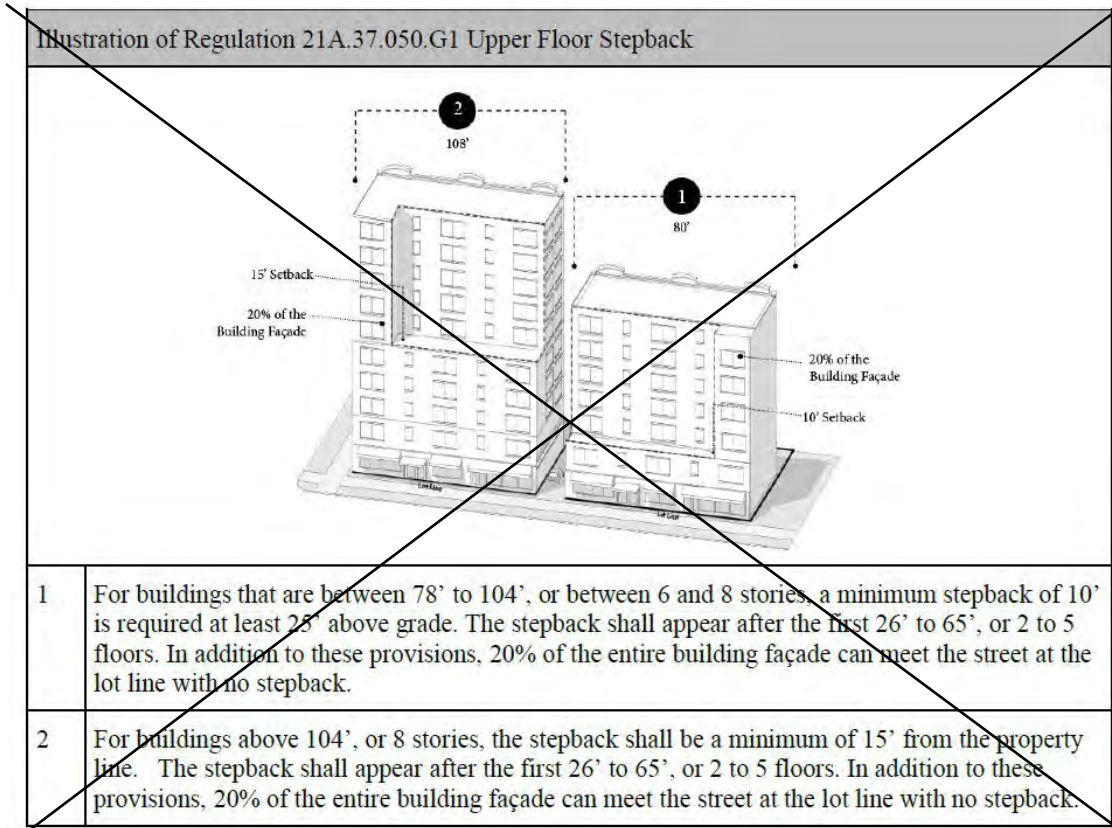 Illustration of Regulation 21A.37.050.G1 Upper Floor Stepback
2
108’
1
80’
15’ Setback
20% of the
Building Façade
20% of the
Building Façade
10’ Setback
Lot Line
Lot Line
1
For buildings that are between 78’ to 104’, or between 6 and 8 stories, a minimum stepback of 10’
is required at least 25’ above grade. The stepback shall appear after the first 26’ to 65’, or 2 to 5
floors. In addition to these provisions, 20% of the entire building façade can meet the street at the
lot line with no stepback.
2
For buildings above 104’, or 8 stories, the stepback shall be a minimum of 15’ from the property
line. The stepback shall appear after the first 26’ to 65’, or 2 to 5 floors. In addition to these
provisions, 20% of the entire building façade can meet the street at the lot line with no stepback.